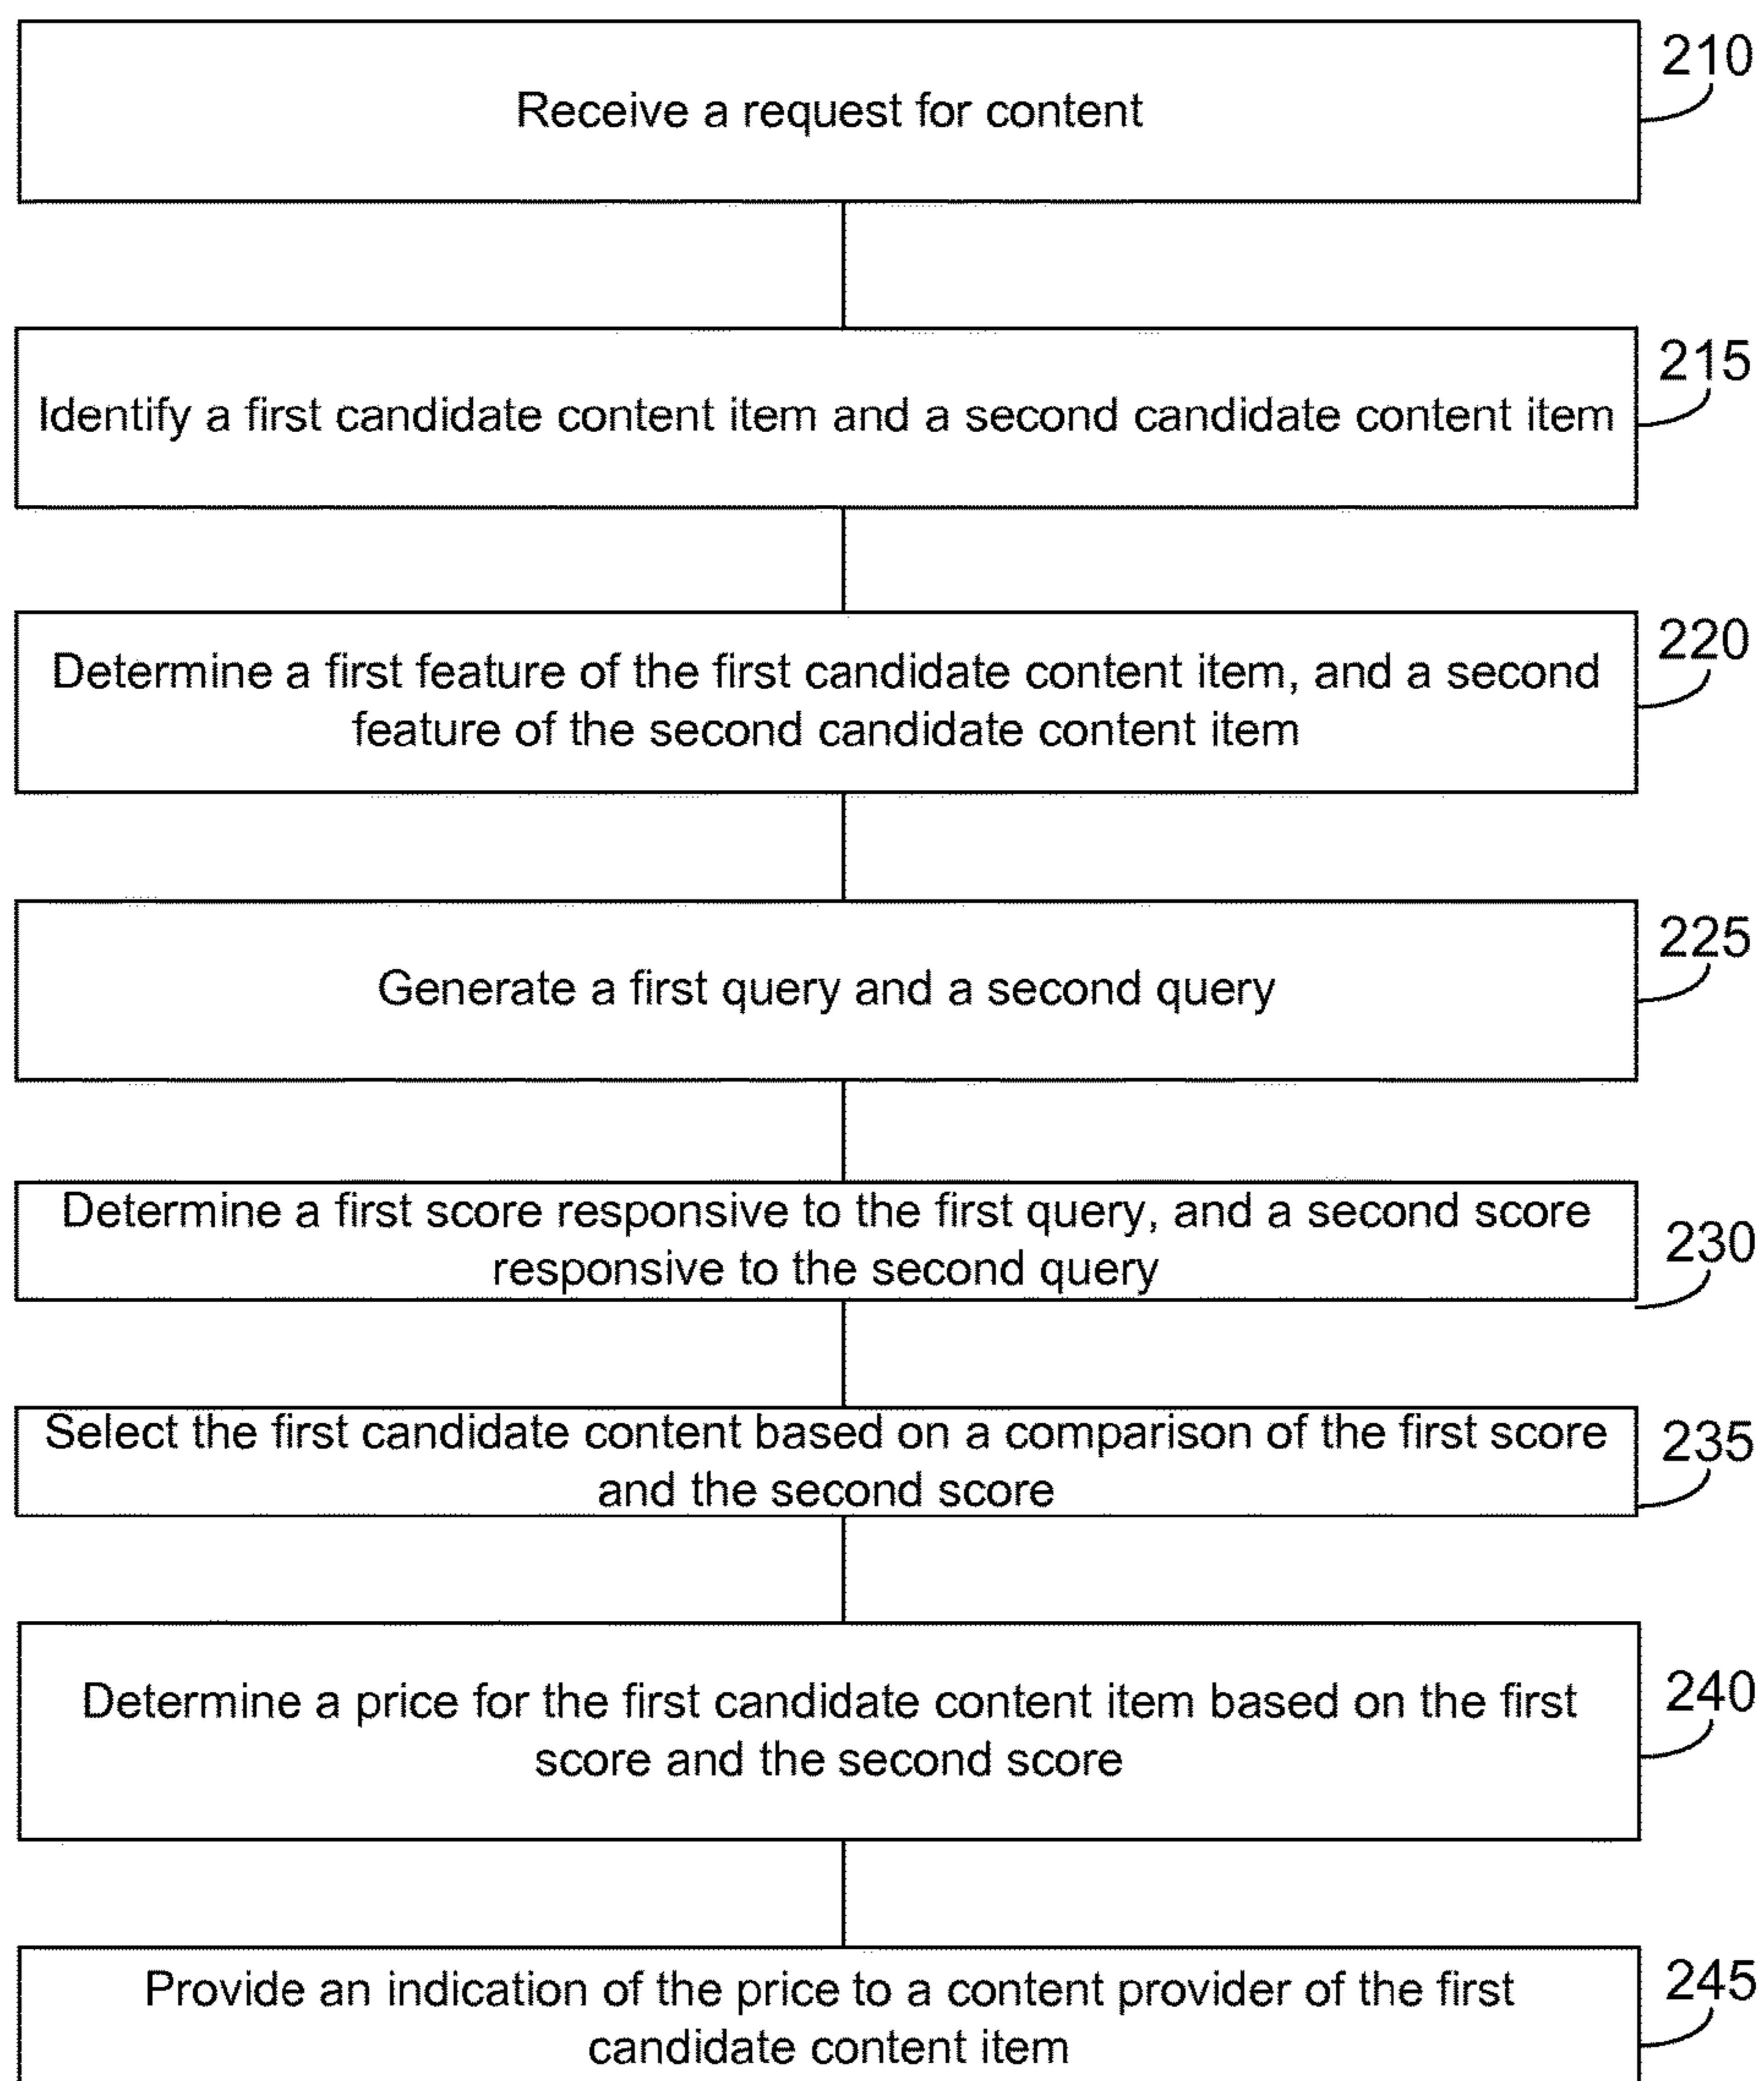 210
Receive a request for content
215
Identify a first candidate content item and a second candidate content item
220
Determine a first feature of the first candidate content item, and a second
feature of the second candidate content item
225
Generate a first query and a second query
Determine a first score responsive to the first query, and a second score
230
responsive to the second query
Select the first candidate content based on a comparison of the first score
235
and the second score
240
Determine a price for the first candidate content item based on the first
score and the second score
245
Provide an indication of the price to a content provider of the first
candidate content item